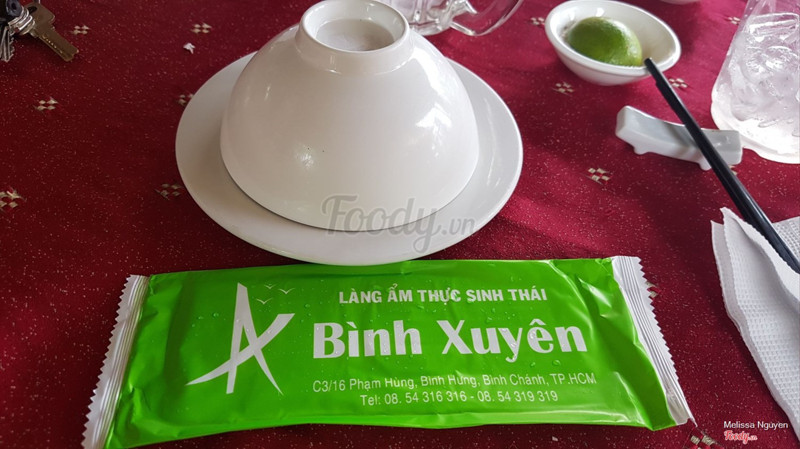 Foody.vn
LÀNG ẨM THỰC SINH THÁI
Bình Xuyên
C3/16 Phạm Hùng, Bình Hưng, Bình Chánh, TP.HCM
Tel: 08. 54 316 316 - 08. 54 319 319
Melissa Nguyen
Foody.vn